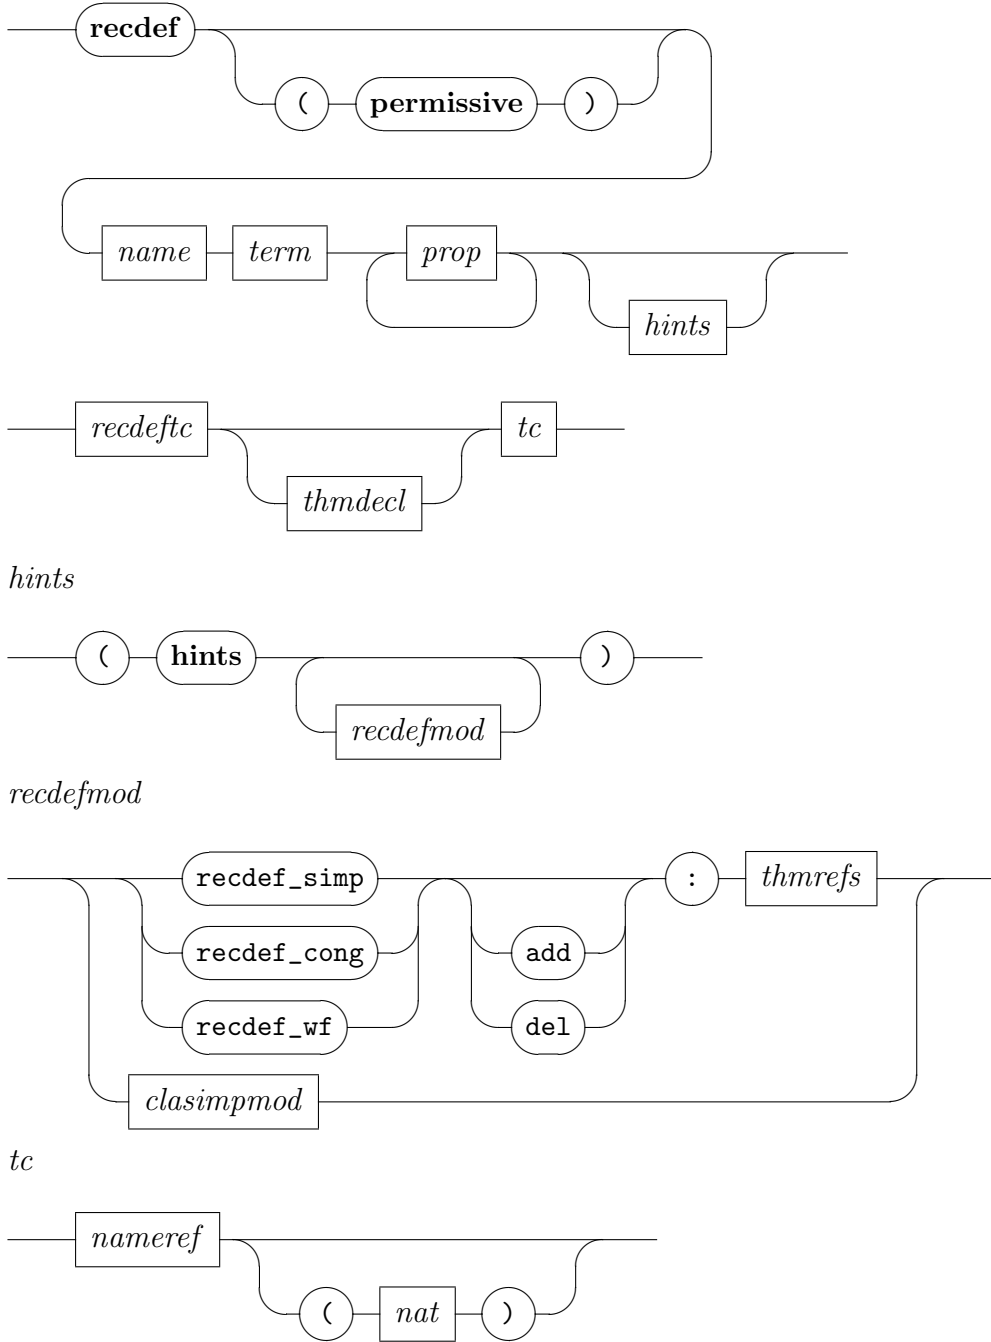 recdef
( permissive )
name term prop
hints
recdeftc tc
thmdecl
hints
( hints )
recdefmod
recdefmod
recdef_simp : thmrefs
recdef_cong add
recdef_wf del
clasimpmod
tc
nameref
( nat )